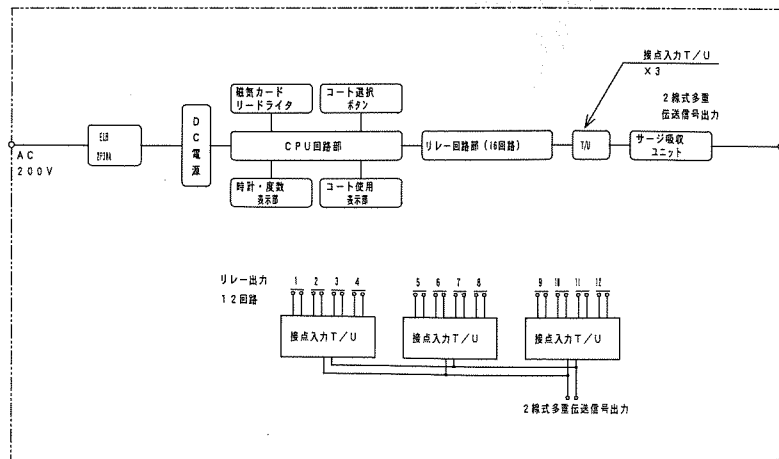 接点入力T/U
×3
磁気カード
リードライタ
コート選択
ボタン
DC電源
2線式多重
伝送信号出力
ELB
2P30A
CPU回路部
リレー回路部(16回路)
T/U
サージ吸収
ユニット
AC
200V
時計・度数
表示部
コート使用
表示部
リレー出力
12回路
1 2 3 4
5 6 7 8
9 10 11 12
接点入力T/U
接点入力T/U
接点入力T/U
2線式多重伝送信号出力